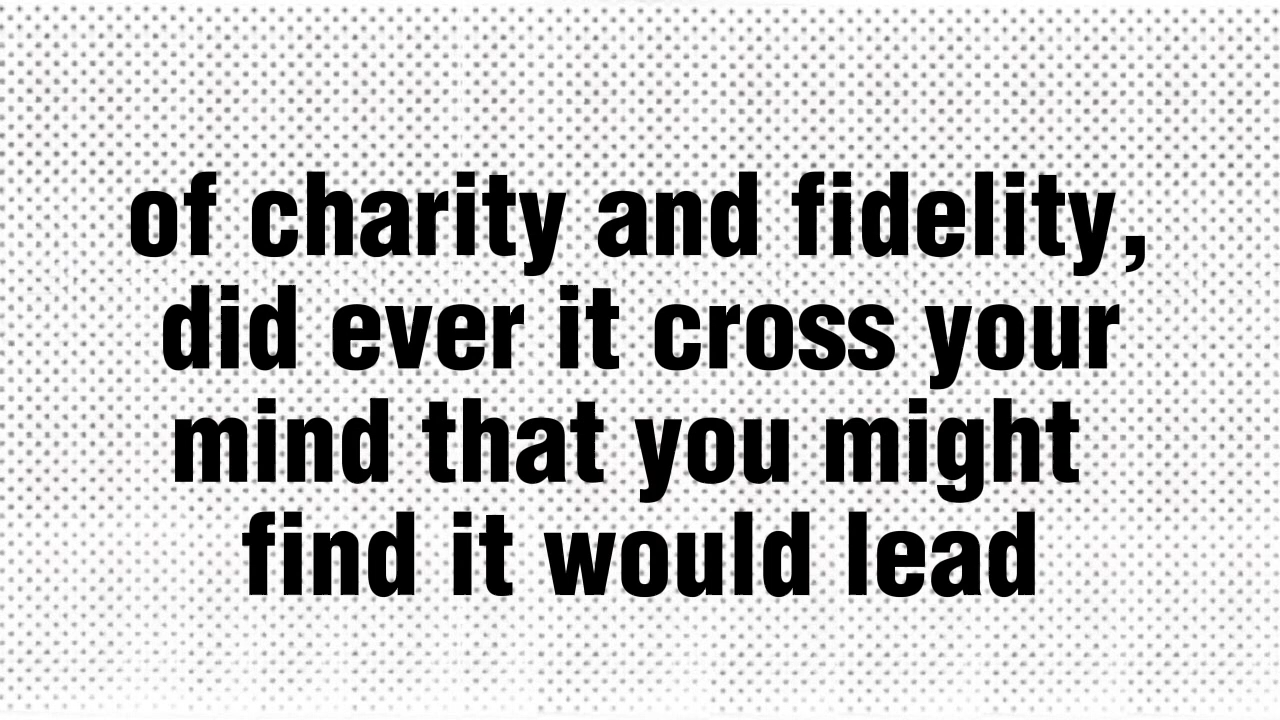 of charity and fidelity,
did ever it cross your
mind that you might
find it would lead